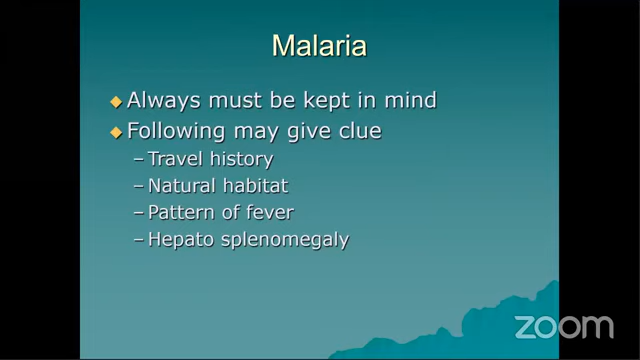 Malaria
Always must be kept in mind
Following may give clue
– Travel history
– Natural habitat
– Pattern of fever
– Hepato splenomegaly
zoom